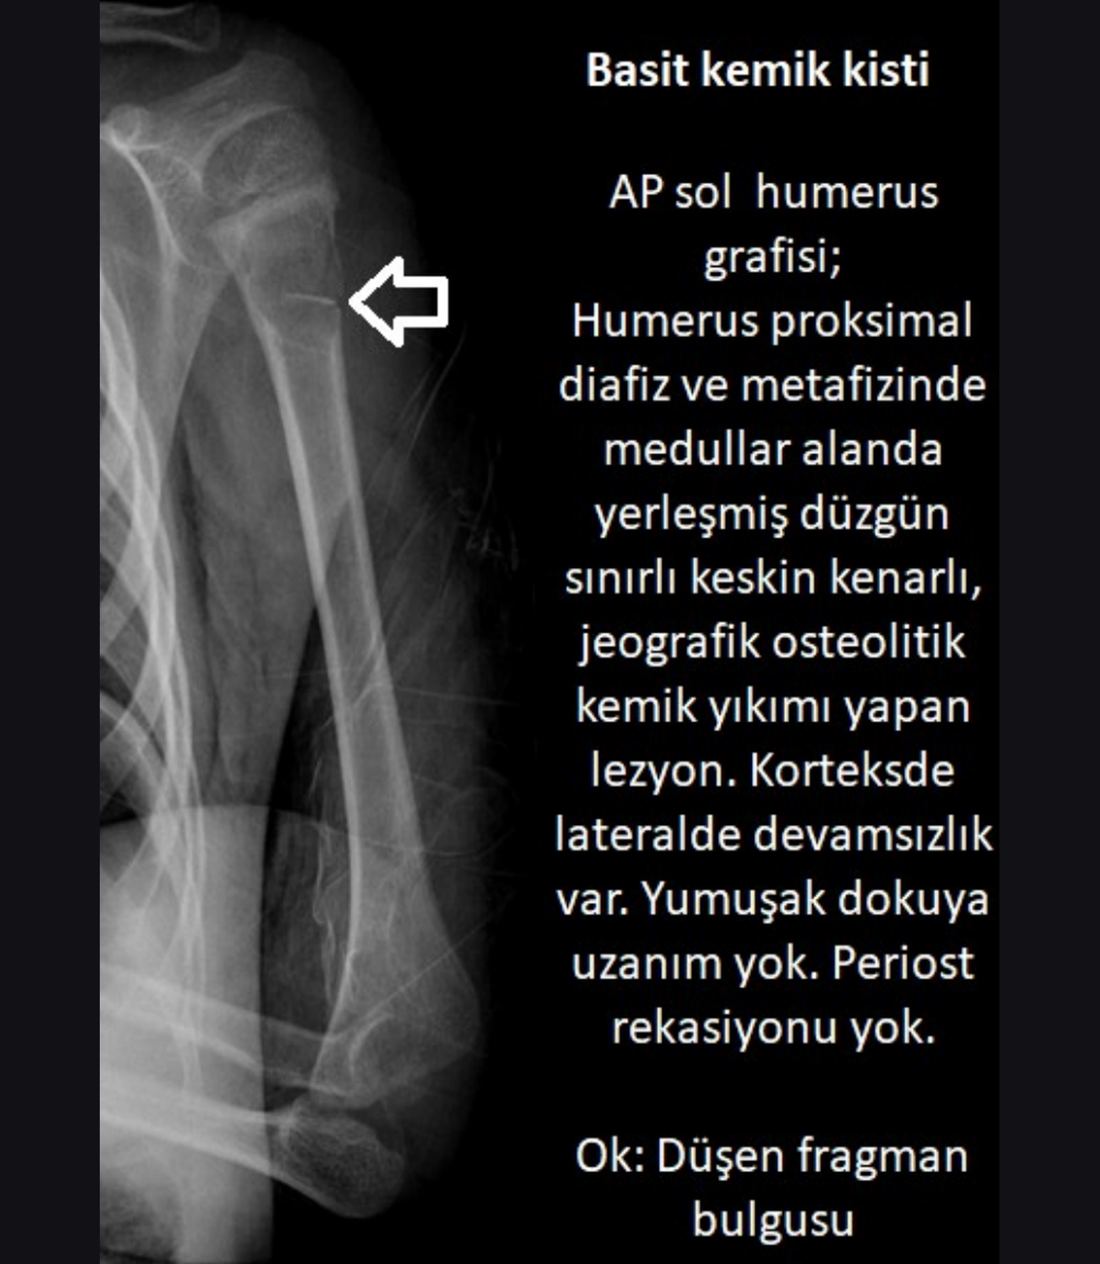 Basit kemik kisti
AP sol humerus
grafisi;
Humerus proksimal
diafiz ve metafizinde
medullar alanda
yerleşmiş düzgün
sınırlı keskin kenarlı,
jeografik osteolitik
kemik yıkımı yapan
lezyon. Korteksde
lateralde devamsızlık
var. Yumuşak dokuya
uzanım yok. Periost
rekasiyonu yok.
Ok: Düşen fragman
bulgusu